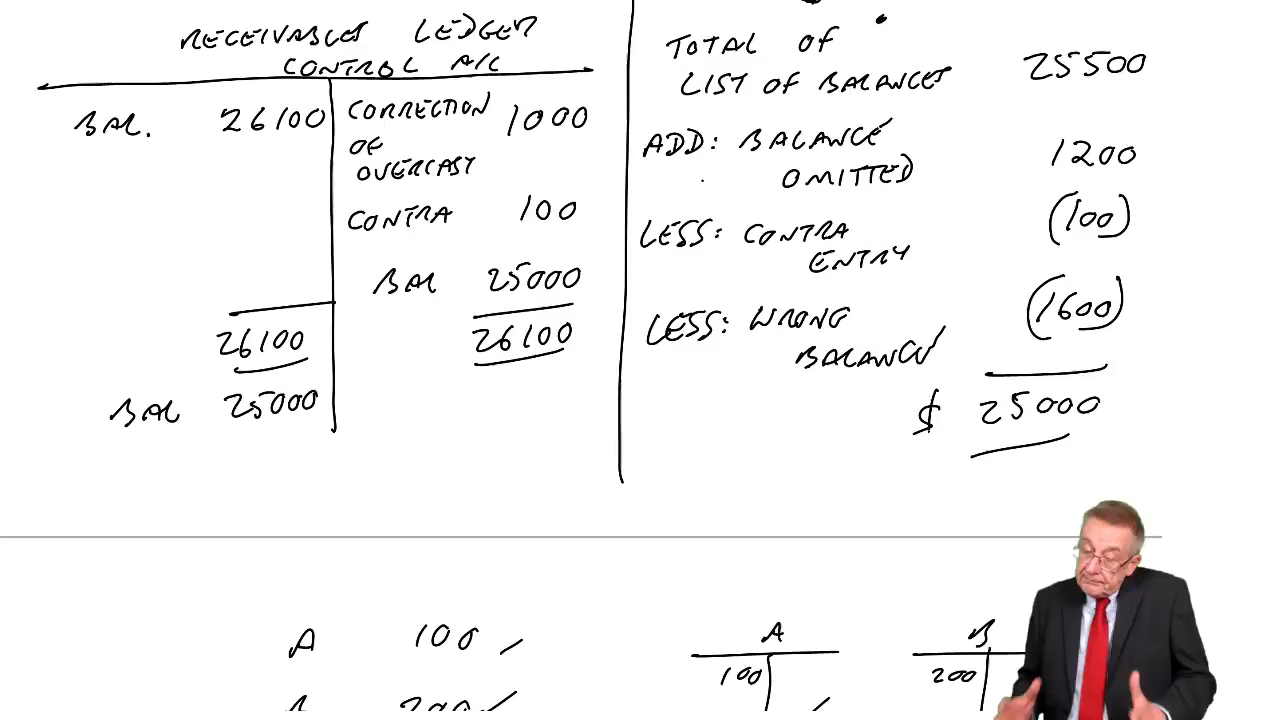 RECEIVABLES LEDGER
CONTROL A/C
BAL. 26100
CORRECTION 1000
OF
OVERCAST
CONTRA 100
BAL 25000
26100 26100
BAL 25000
TOTAL OF
LIST OF BALANCES 25500
ADD: BALANCE 1200
OMITTED
LESS: CONTRA (100)
ENTRY
LESS: WRONG (1600)
BALANCE
$ 25000
A 100
B 200
A
100
B
200